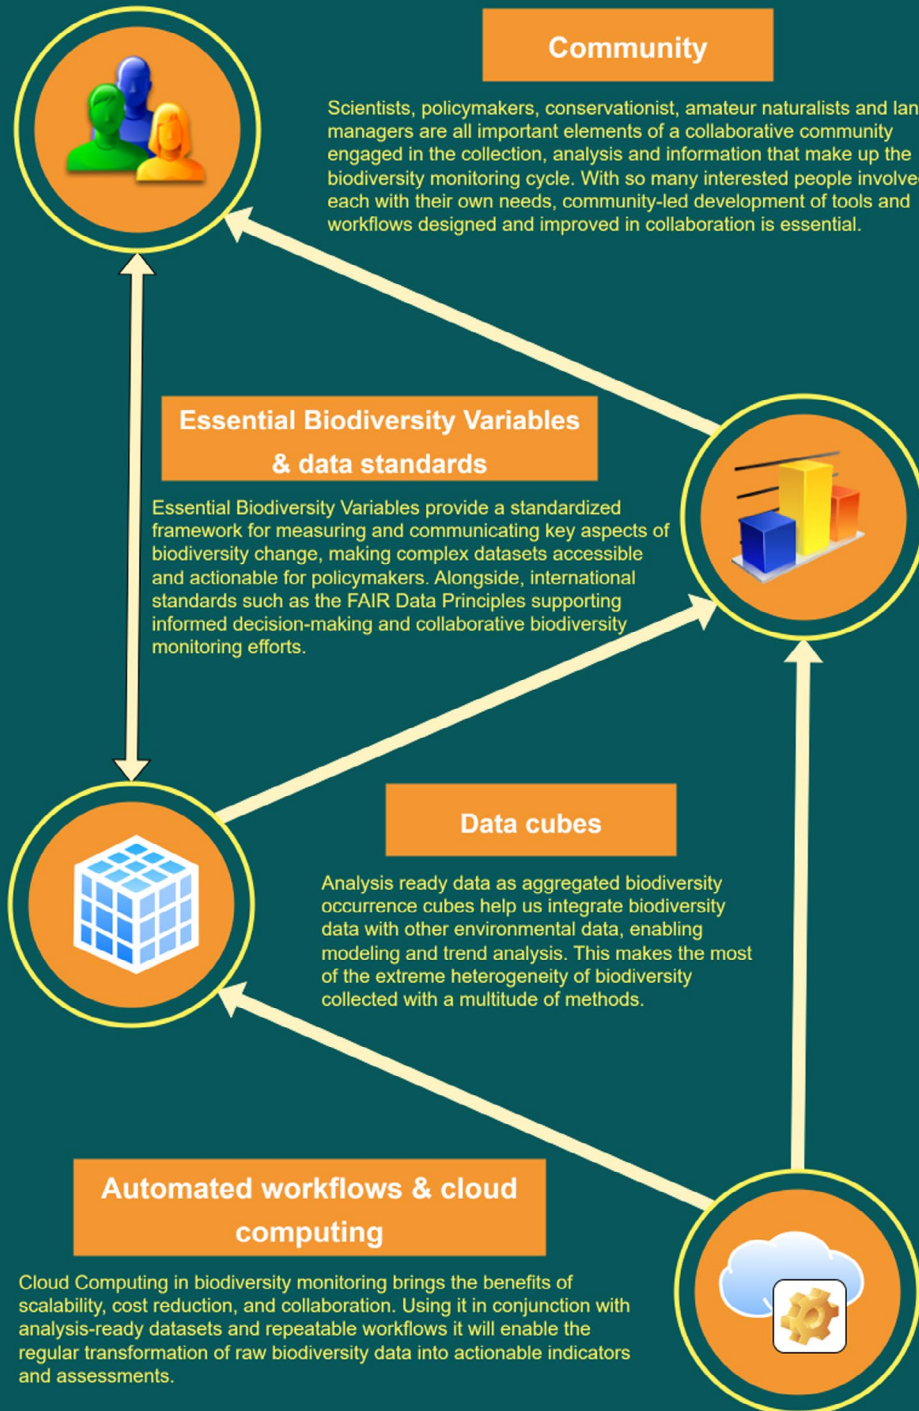 Community
Scientists, policymakers, conservationist, amateur naturalists and
managers are all important elements of a collaborative community
engaged in the collection, analysis and information that make up the
biodiversity monitoring cycle. With so many interested people
each with their own needs, community-led development of tools and
workflows designed and improved in collaboration is essential.
Essential Biodiversity Variables
& data standards
Essential Biodiversity Variables provide a standardized
framework for measuring and communicating key aspects of
biodiversity change, making complex datasets accessible
and actionable for policymakers. Alongside, international
standards such as the FAIR Data Principles supporting
informed decision-making and collaborative biodiversity
monitoring efforts.
Data cubes
Analysis ready data as aggregated biodiversity
occurrence cubes help us integrate biodiversity
data with other environmental data, enabling
modeling and trend analysis. This makes the most
of the extreme heterogeneity of biodiversity
collected with a multitude of methods.
Automated workflows & cloud
computing
Cloud Computing in biodiversity monitoring brings the benefits of
scalability, cost reduction, and collaboration. Using it in conjunction with
analysis-ready datasets and repeatable workflows it will enable the
regular transformation of raw biodiversity data into actionable indicators
and assessments.